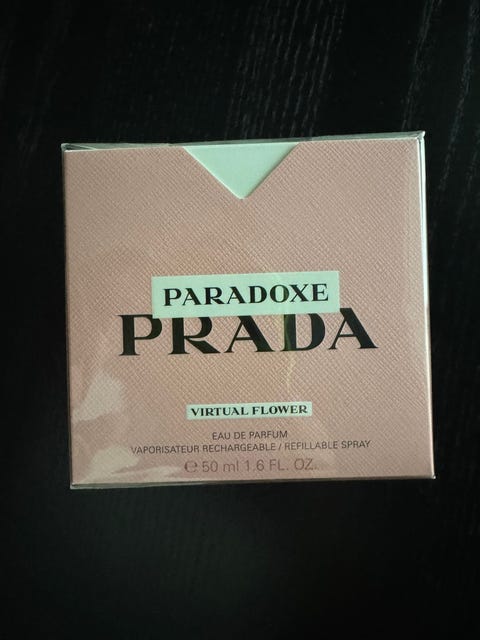 PARADOXE
PRADA
VIRTUAL FLOWER
EAU DE PARFUM
VAPORISATEUR RECHARGEABLE / REFILLABLE SPRAY
℮ 50 ml 1.6 FL. OZ.